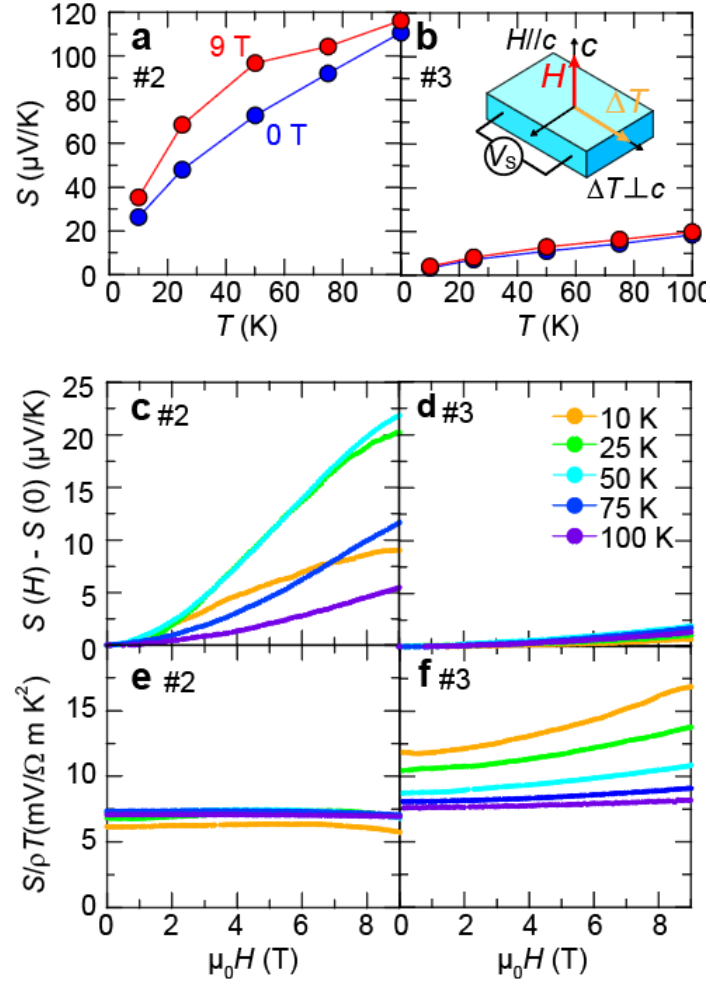 120
100
80
60
40
20
0
S (μV/K)
a
#2
9 T
0 T
0 20 40 60 80
T (K)
b
#3
H//c
c
H
ΔT
VS
ΔT⊥c
0 20 40 60 80 100
T (K)
25
20
15
10
5
0
S (H) - S (0) (μV/K)
c #2
d #3
10 K
25 K
50 K
75 K
100 K
15
10
5
0
S/ρT(mV/Ω m K²)
e #2
f #3
0 2 4 6 8
μ₀H (T)
0 2 4 6 8
μ₀H (T)